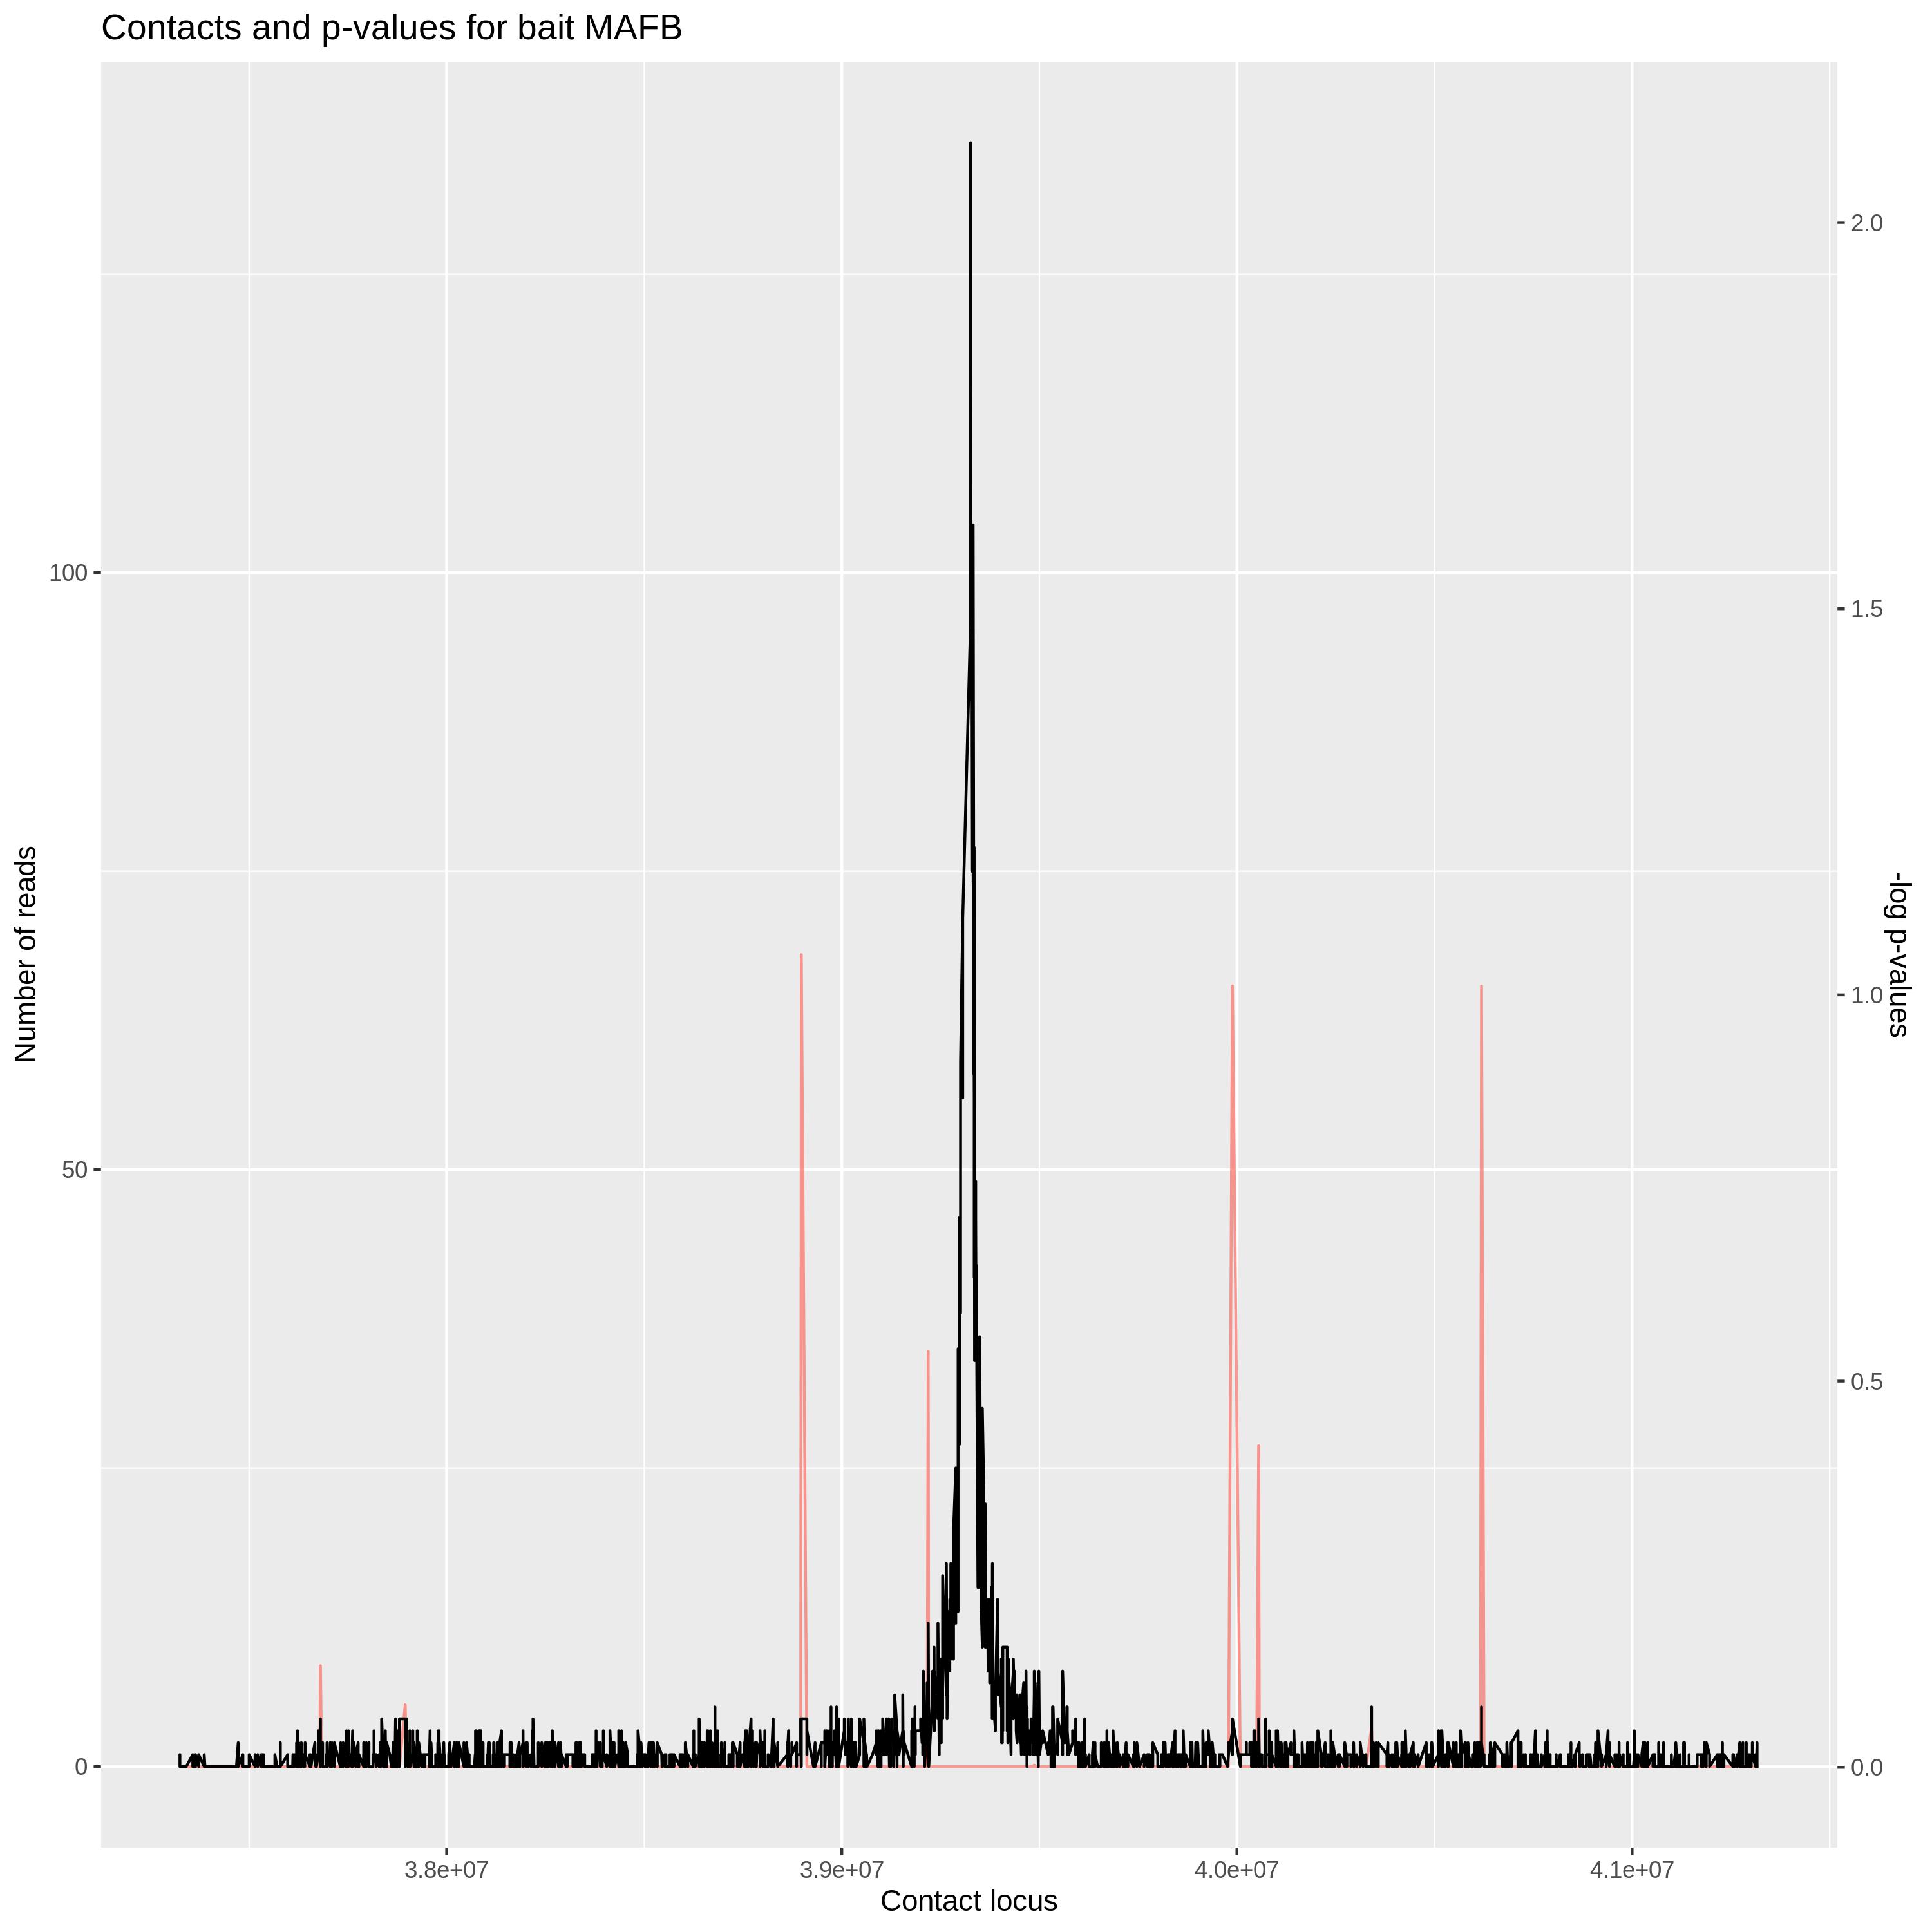 Contacts and p-values for bait MAFB
Number of reads
100
50
0
2.0
1.5
1.0
0.5
0.0
-log p-values
3.8e+07
3.9e+07
4.0e+07
4.1e+07
Contact locus